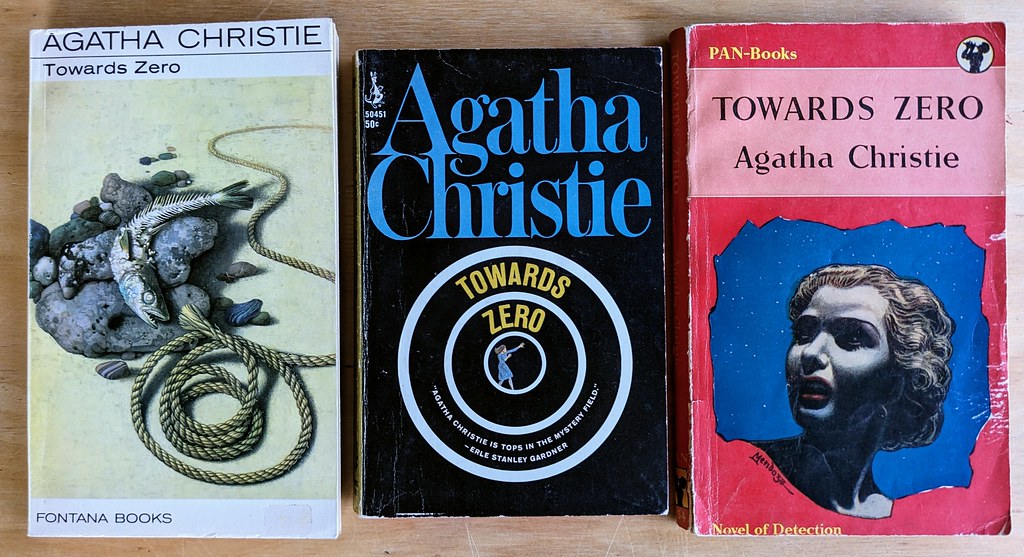 AGATHA CHRISTIE
Towards Zero
FONTANA BOOKS
50451
50c
Agatha
Christie
TOWARDS
ZERO
"AGATHA CHRISTIE IS TOPS IN THE MYSTERY FIELD."
–ERLE STANLEY GARDNER
PAN-Books
TOWARDS ZERO
Agatha Christie
Novel of Detection